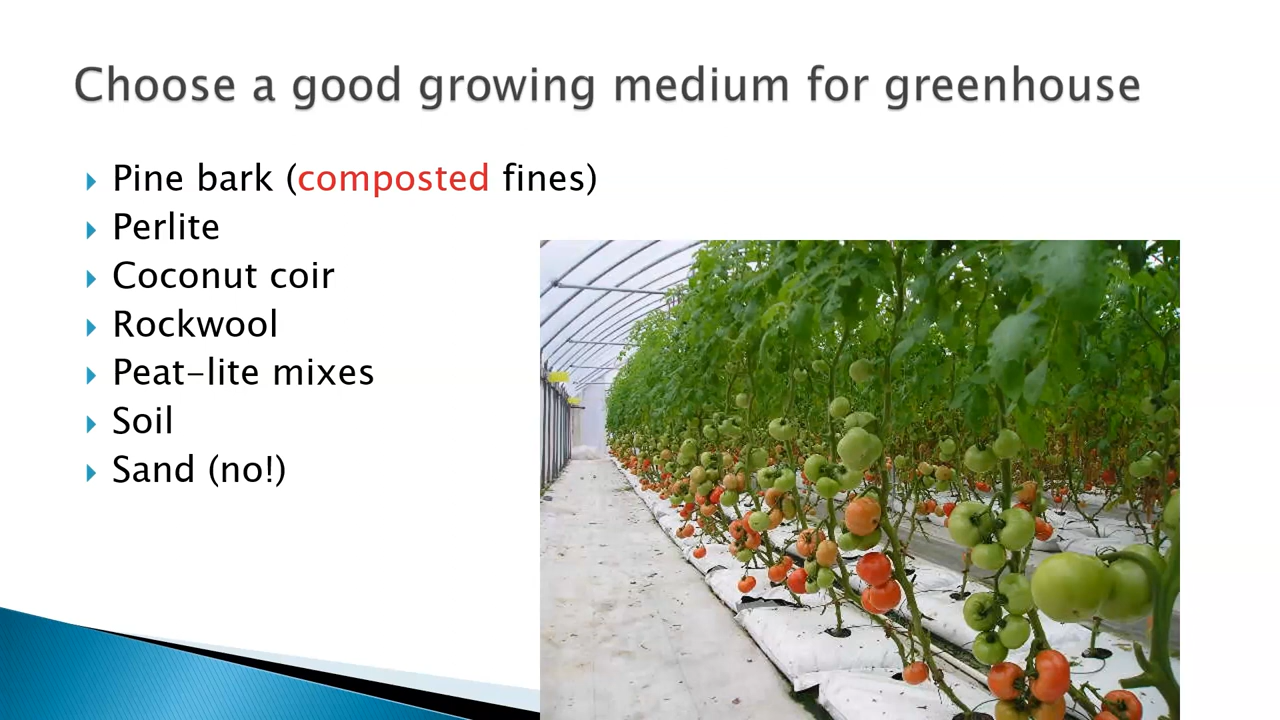 Choose a good growing medium for greenhouse
Pine bark (composted fines)
Perlite
Coconut coir
Rockwool
Peat-lite mixes
Soil
Sand (no!)